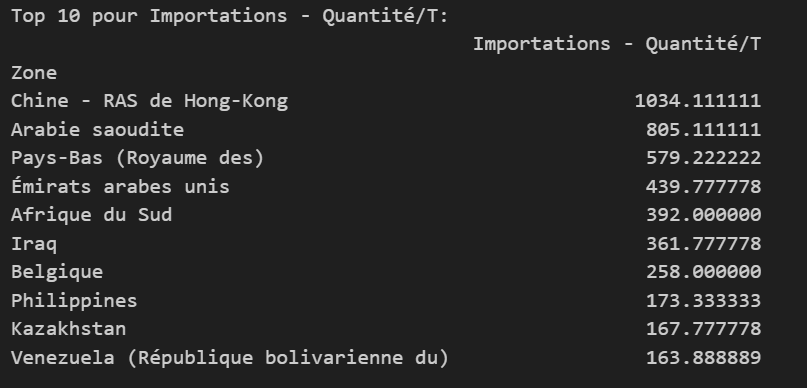 Top 10 pour Importations - Quantité/T:
Importations - Quantité/T
Zone
Chine - RAS de Hong-Kong 1034.111111
Arabie saoudite 805.111111
Pays-Bas (Royaume des) 579.222222
Émirats arabes unis 439.777778
Afrique du Sud 392.000000
Iraq 361.777778
Belgique 258.000000
Philippines 173.333333
Kazakhstan 167.777778
Venezuela (République bolivarienne du) 163.888889